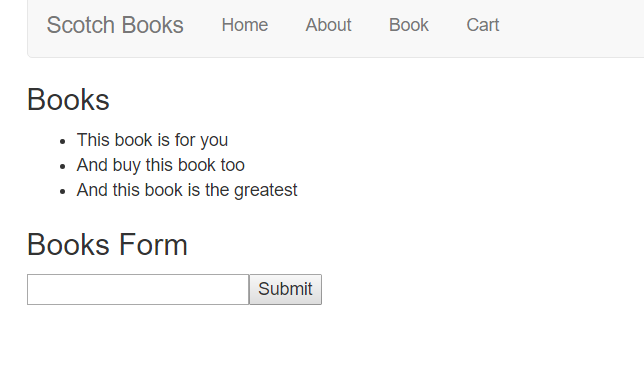 Scotch Books Home About Book Cart
Books
• This book is for you
• And buy this book too
• And this book is the greatest
Books Form
Submit